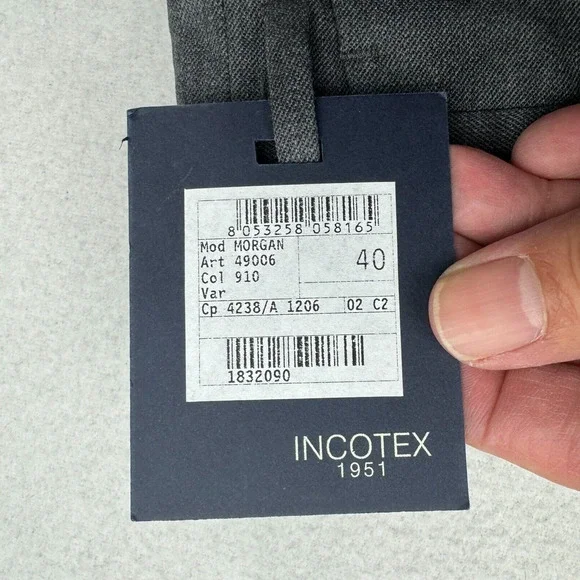 8 053258 058165
Mod MORGAN
Art 49006
Col 910
40
Var
Cp 4238/A 1206 02 C2
1832090
INCOTEX
1951